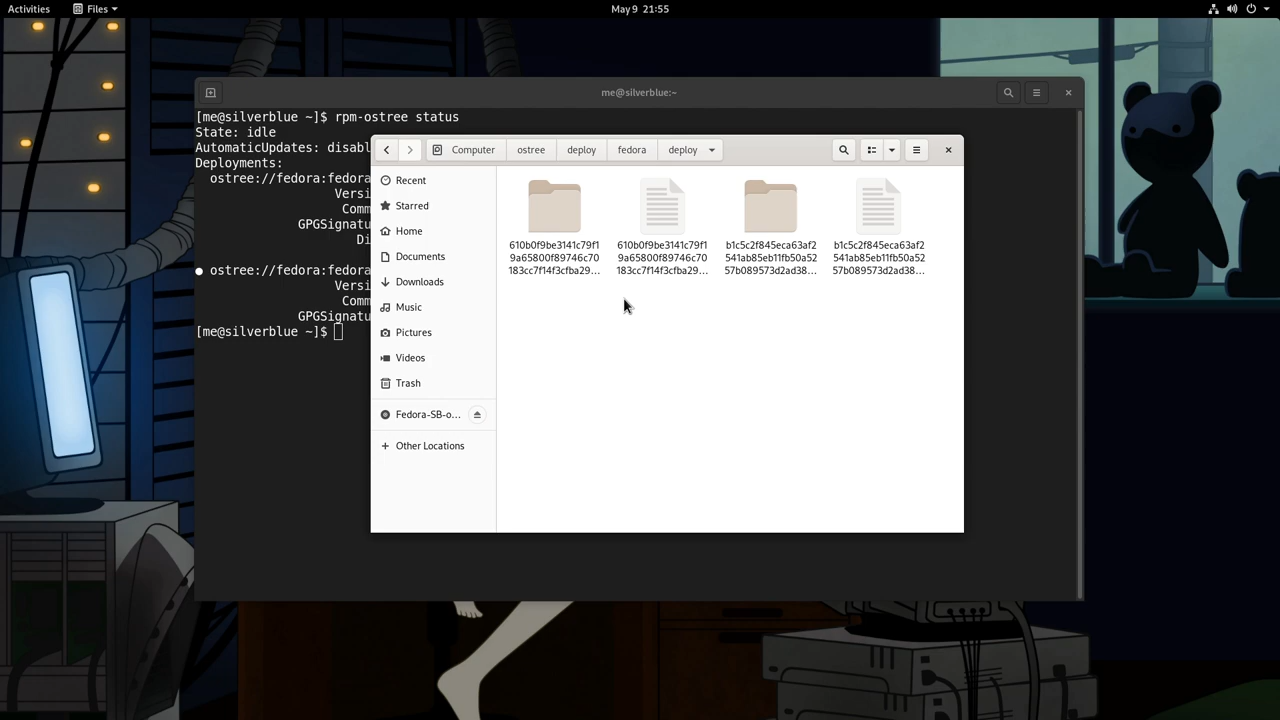 Activities
Files
May 9 21:55
me@silverblue:~
[me@silverblue ~]$ rpm-ostree status
State: idle
AutomaticUpdates: disabl
Deployments:
ostree://fedora:fedora
Versi
Comm
GPGSignatu
Di
● ostree://fedora:fedora
Versi
Comm
GPGSignatu
[me@silverblue ~]$
Computer
ostree
deploy
fedora
deploy
Recent
Starred
Home
Documents
Downloads
Music
Pictures
Videos
Trash
Fedora-SB-o...
Other Locations
610b0f9be3141c79f1
9a65800f89746c70
183cc7f14f3cfba29...
610b0f9be3141c79f1
9a65800f89746c70
183cc7f14f3cfba29...
b1c5c2f845eca63af2
541ab85eb11fb50a52
57b089573d2ad38...
b1c5c2f845eca63af2
541ab85eb11fb50a52
57b089573d2ad38...